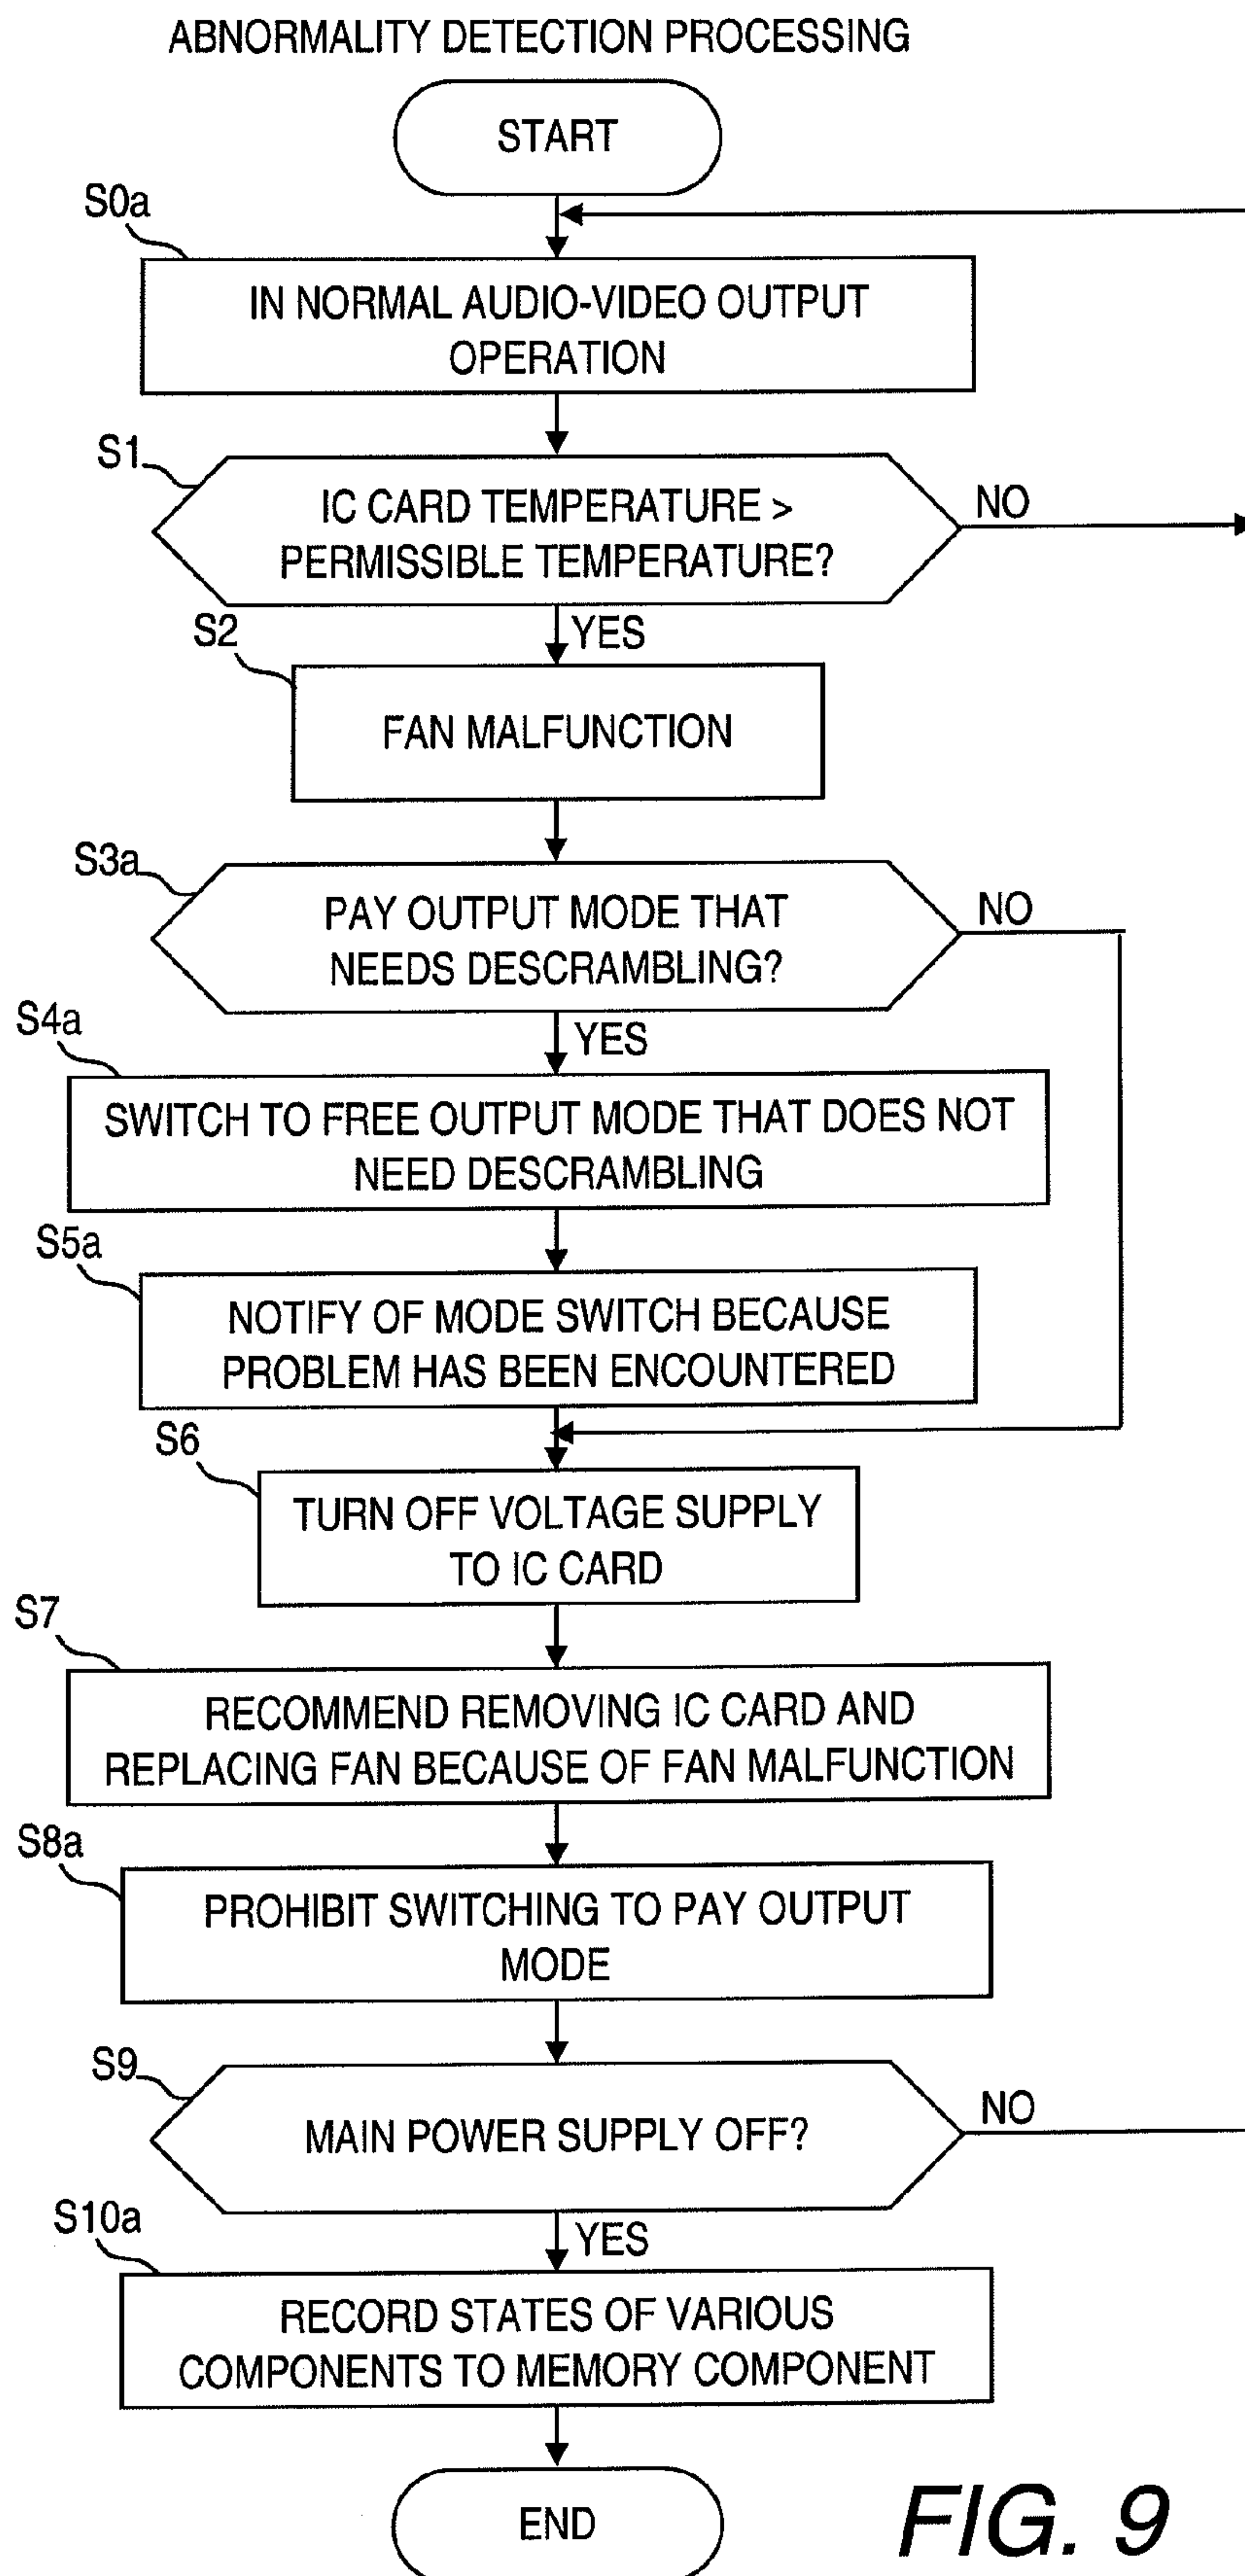 ABNORMALITY DETECTION PROCESSING
START
S0a
IN NORMAL AUDIO-VIDEO OUTPUT
OPERATION
S1
IC CARD TEMPERATURE >
PERMISSIBLE TEMPERATURE?
NO
YES
S2
FAN MALFUNCTION
S3a
PAY OUTPUT MODE THAT
NEEDS DESCRAMBLING?
NO
YES
S4a
SWITCH TO FREE OUTPUT MODE THAT DOES NOT
NEED DESCRAMBLING
S5a
NOTIFY OF MODE SWITCH BECAUSE
PROBLEM HAS BEEN ENCOUNTERED
S6
TURN OFF VOLTAGE SUPPLY
TO IC CARD
S7
RECOMMEND REMOVING IC CARD AND
REPLACING FAN BECAUSE OF FAN MALFUNCTION
S8a
PROHIBIT SWITCHING TO PAY OUTPUT
MODE
S9
MAIN POWER SUPPLY OFF?
NO
YES
S10a
RECORD STATES OF VARIOUS
COMPONENTS TO MEMORY COMPONENT
END
FIG. 9